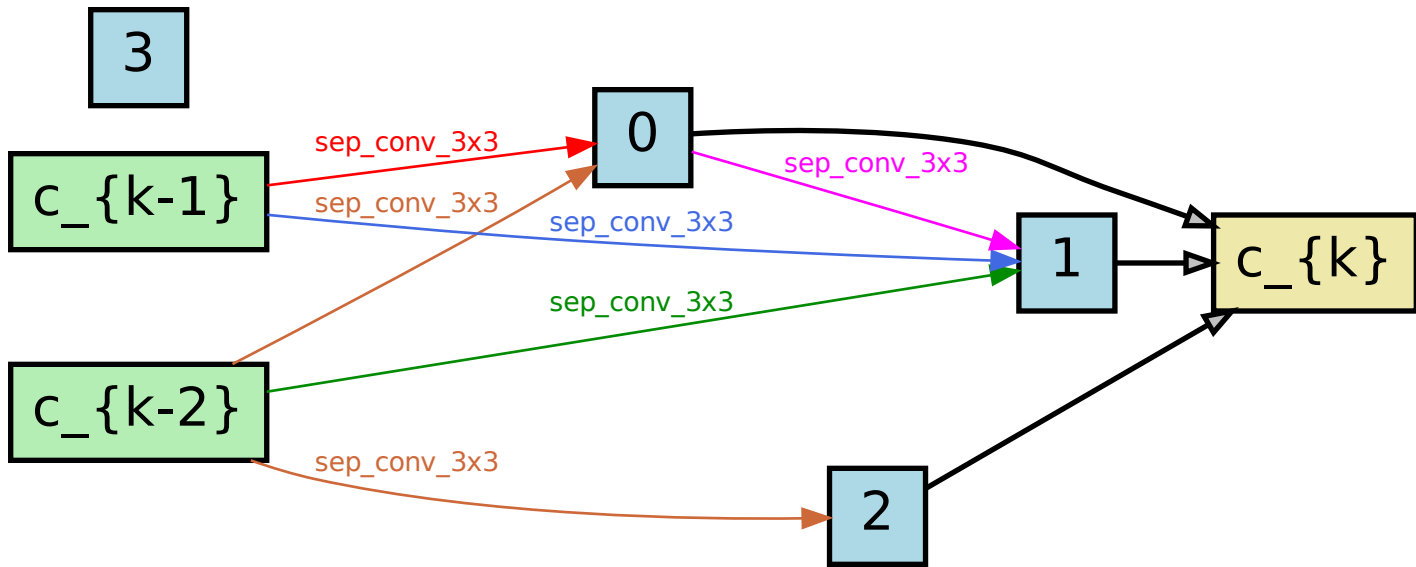 3
c_{k-1}
c_{k-2}
sep_conv_3x3
sep_conv_3x3
sep_conv_3x3
0
sep_conv_3x3
sep_conv_3x3
sep_conv_3x3
2
1
c_{k}